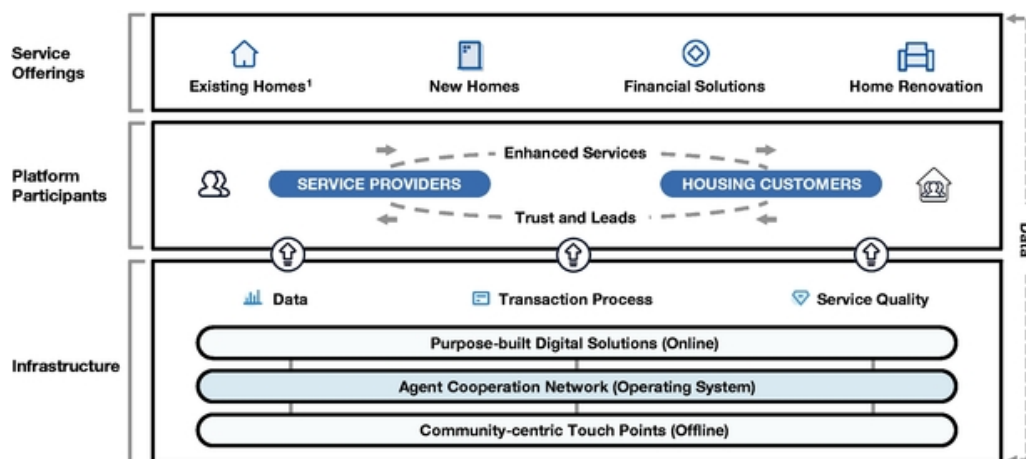 Service
Offerings
Existing Homes¹
New Homes
Financial Solutions
Home Renovation
Platform
Participants
Enhanced Services
SERVICE PROVIDERS
HOUSING CUSTOMERS
Trust and Leads
Data
Infrastructure
Data
Transaction Process
Service Quality
Purpose-built Digital Solutions (Online)
Agent Cooperation Network (Operating System)
Community-centric Touch Points (Offline)